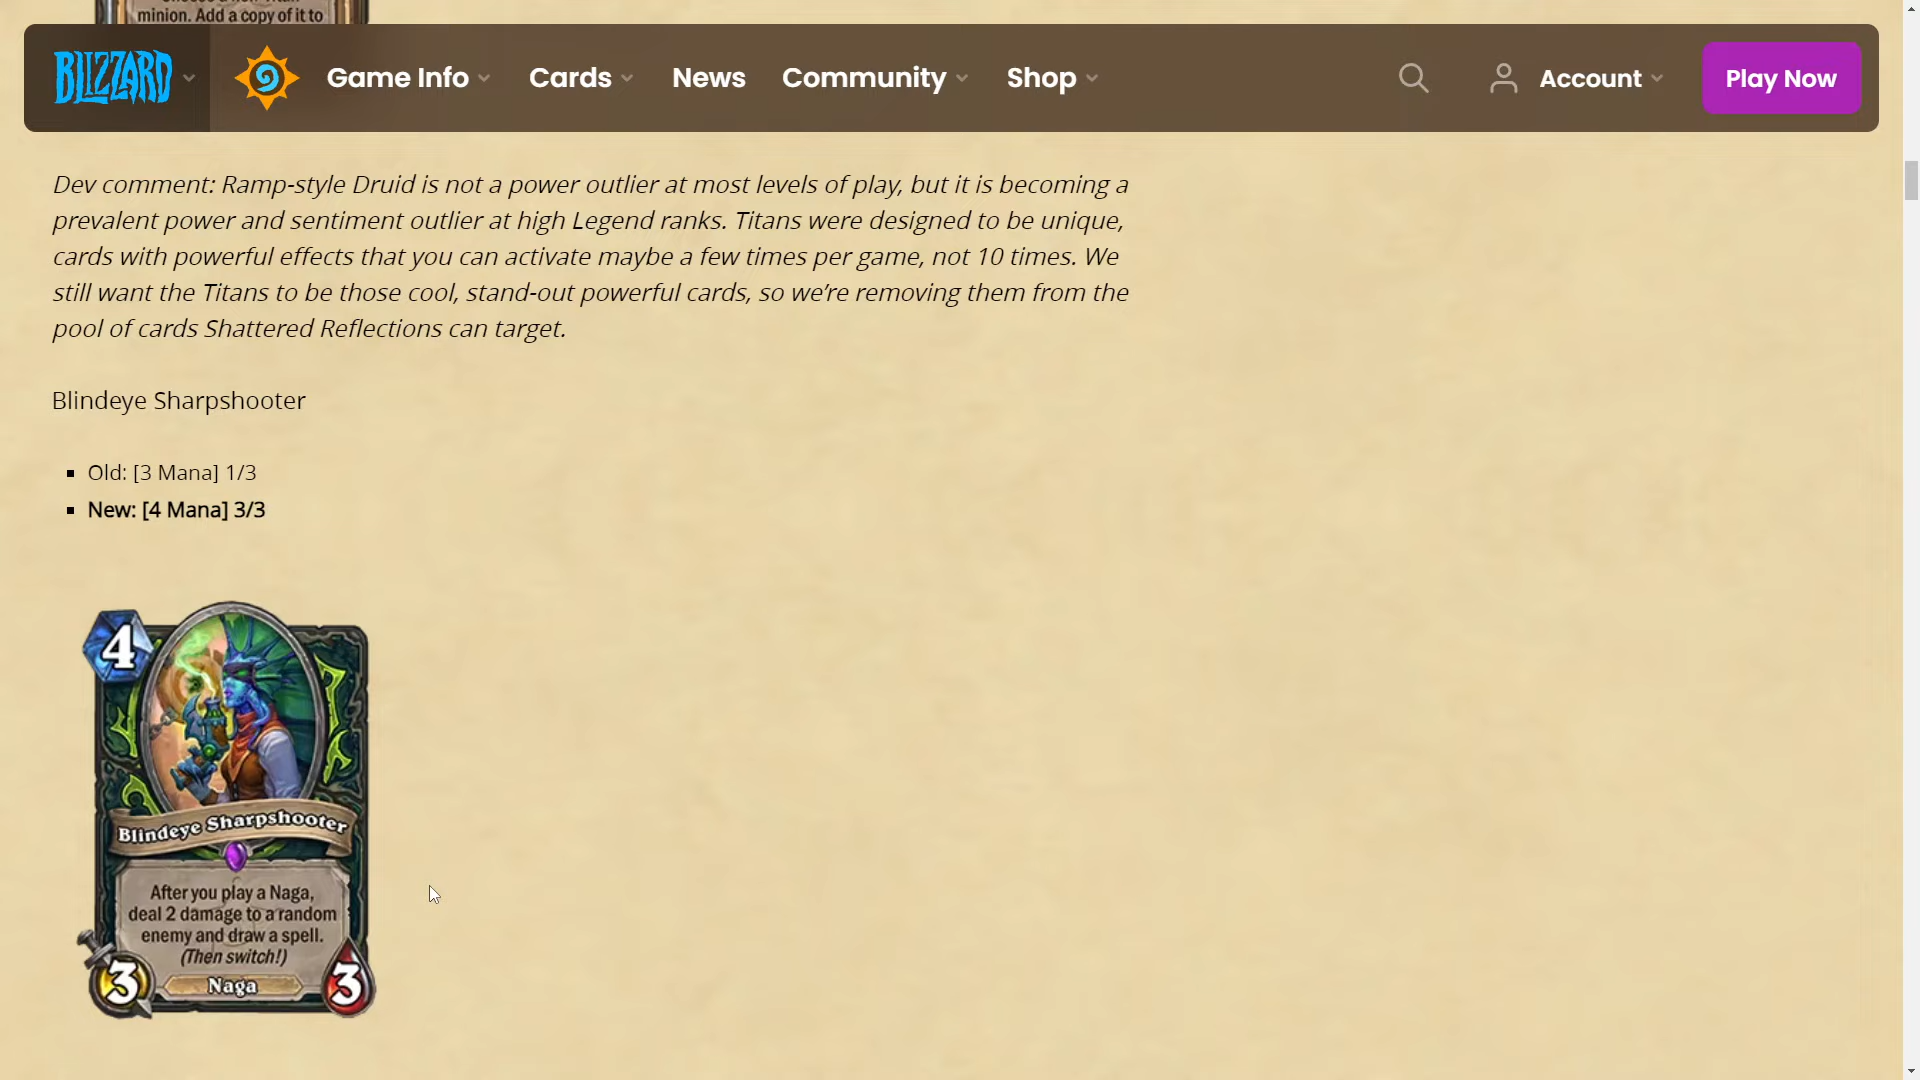 minion. Add a copy of it to
BLIZZARD
Game Info
Cards
News
Community
Shop
Account
Play Now
Dev comment: Ramp-style Druid is not a power outlier at most levels of play, but it is becoming a
prevalent power and sentiment outlier at high Legend ranks. Titans were designed to be unique,
cards with powerful effects that you can activate maybe a few times per game, not 10 times. We
still want the Titans to be those cool, stand-out powerful cards, so we’re removing them from the
pool of cards Shattered Reflections can target.
Blindeye Sharpshooter
▪ Old: [3 Mana] 1/3
▪ New: [4 Mana] 3/3
4
Blindeye Sharpshooter
After you play a Naga,
deal 2 damage to a random
enemy and draw a spell.
(Then switch!)
3
Naga
3